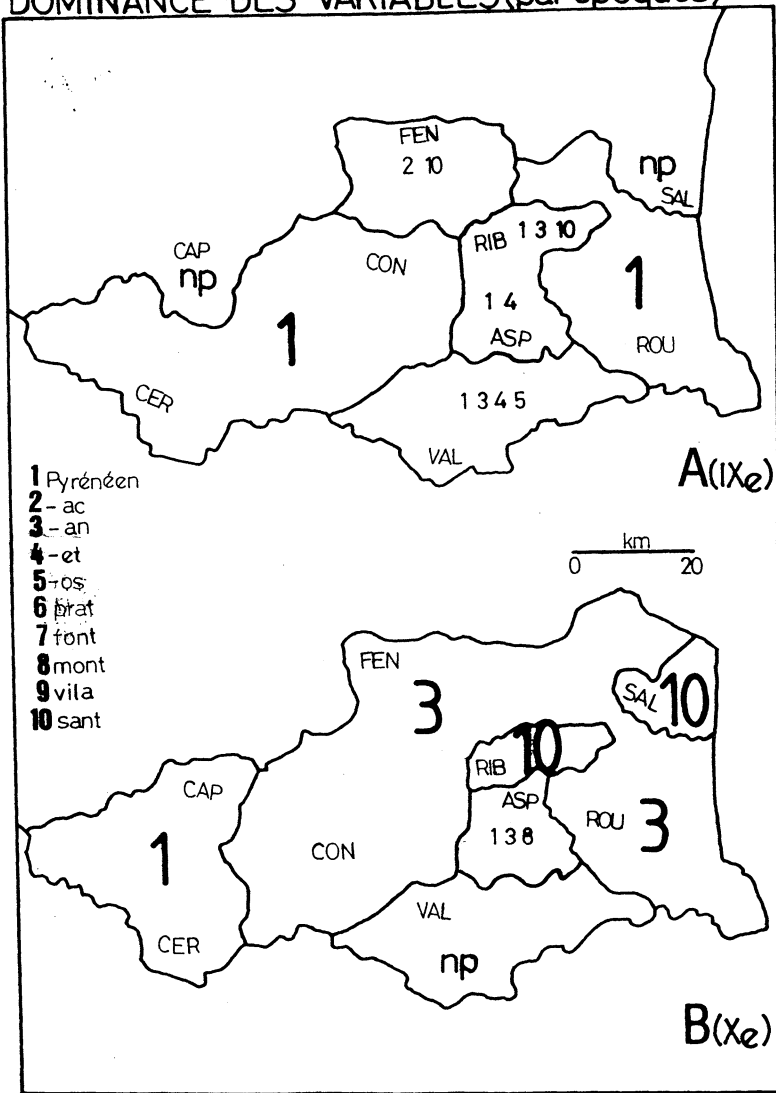 DOMINANCE DES VARIABLES (par époques)
FEN
2 10
np
SAL
CAP
np
CON
RIB 1 3 10
1
1 4
1
ASP
ROU
CER
1 3 4 5
VAL
A(IXe)
1 Pyrénéen
2 -ac
3 -an
4 -et
5 -os
6 prat
7 font
8 mont
9 vila
10 sant
km
0 20
FEN
3
SAL 10
10
RIB
CAP
ASP
ROU 3
1 3 8
1
CON
VAL
CER
np
B(Xe)